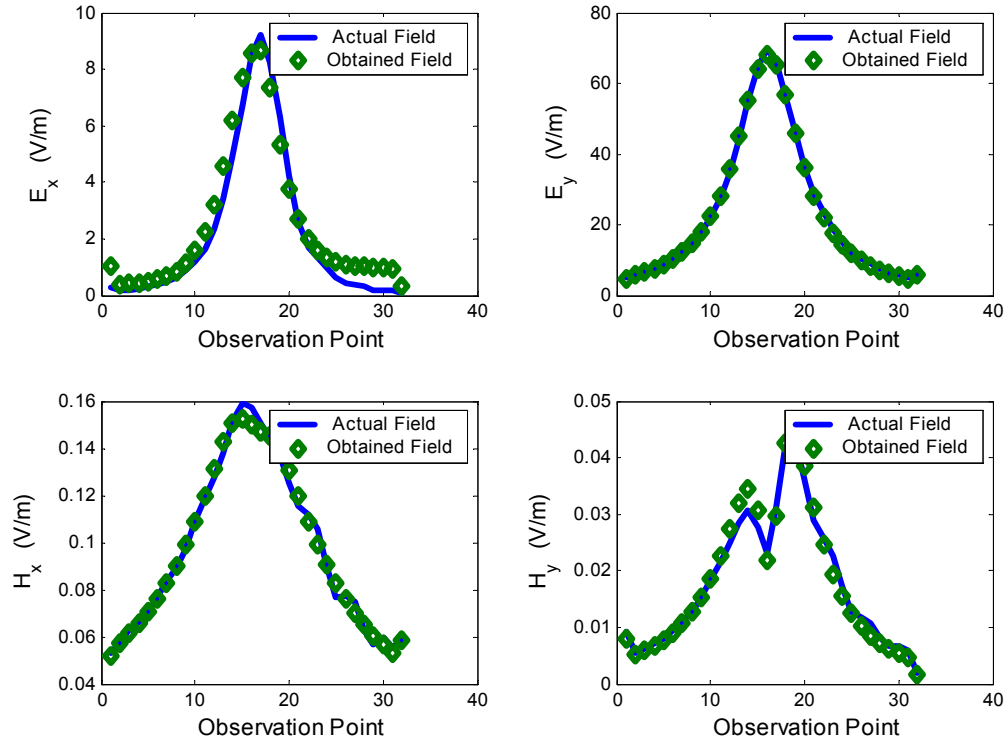 10
8
6
4
2
0
E_x (V/m)
Actual Field
Obtained Field
0 10 20 30 40
Observation Point
80
60
40
20
0
E_y (V/m)
Actual Field
Obtained Field
0 10 20 30 40
Observation Point
0.16
0.14
0.12
0.1
0.08
0.06
0.04
H_x (V/m)
Actual Field
Obtained Field
0 10 20 30 40
Observation Point
0.05
0.04
0.03
0.02
0.01
0
H_y (V/m)
Actual Field
Obtained Field
0 10 20 30 40
Observation Point